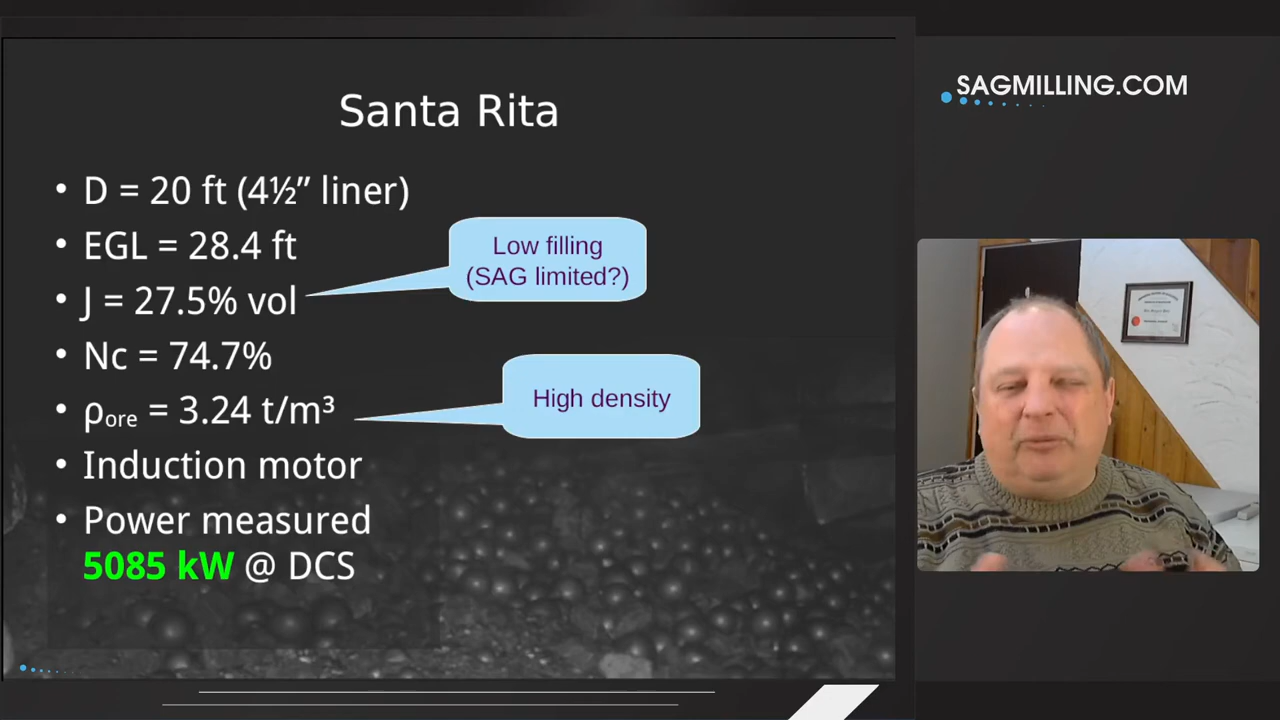 Santa Rita
• D = 20 ft (4½” liner)
• EGL = 28.4 ft
• J = 27.5% vol
Low filling
(SAG limited?)
• Nc = 74.7%
• ρore = 3.24 t/m³
High density
• Induction motor
• Power measured
5085 kW @ DCS
SAGMILLING.COM